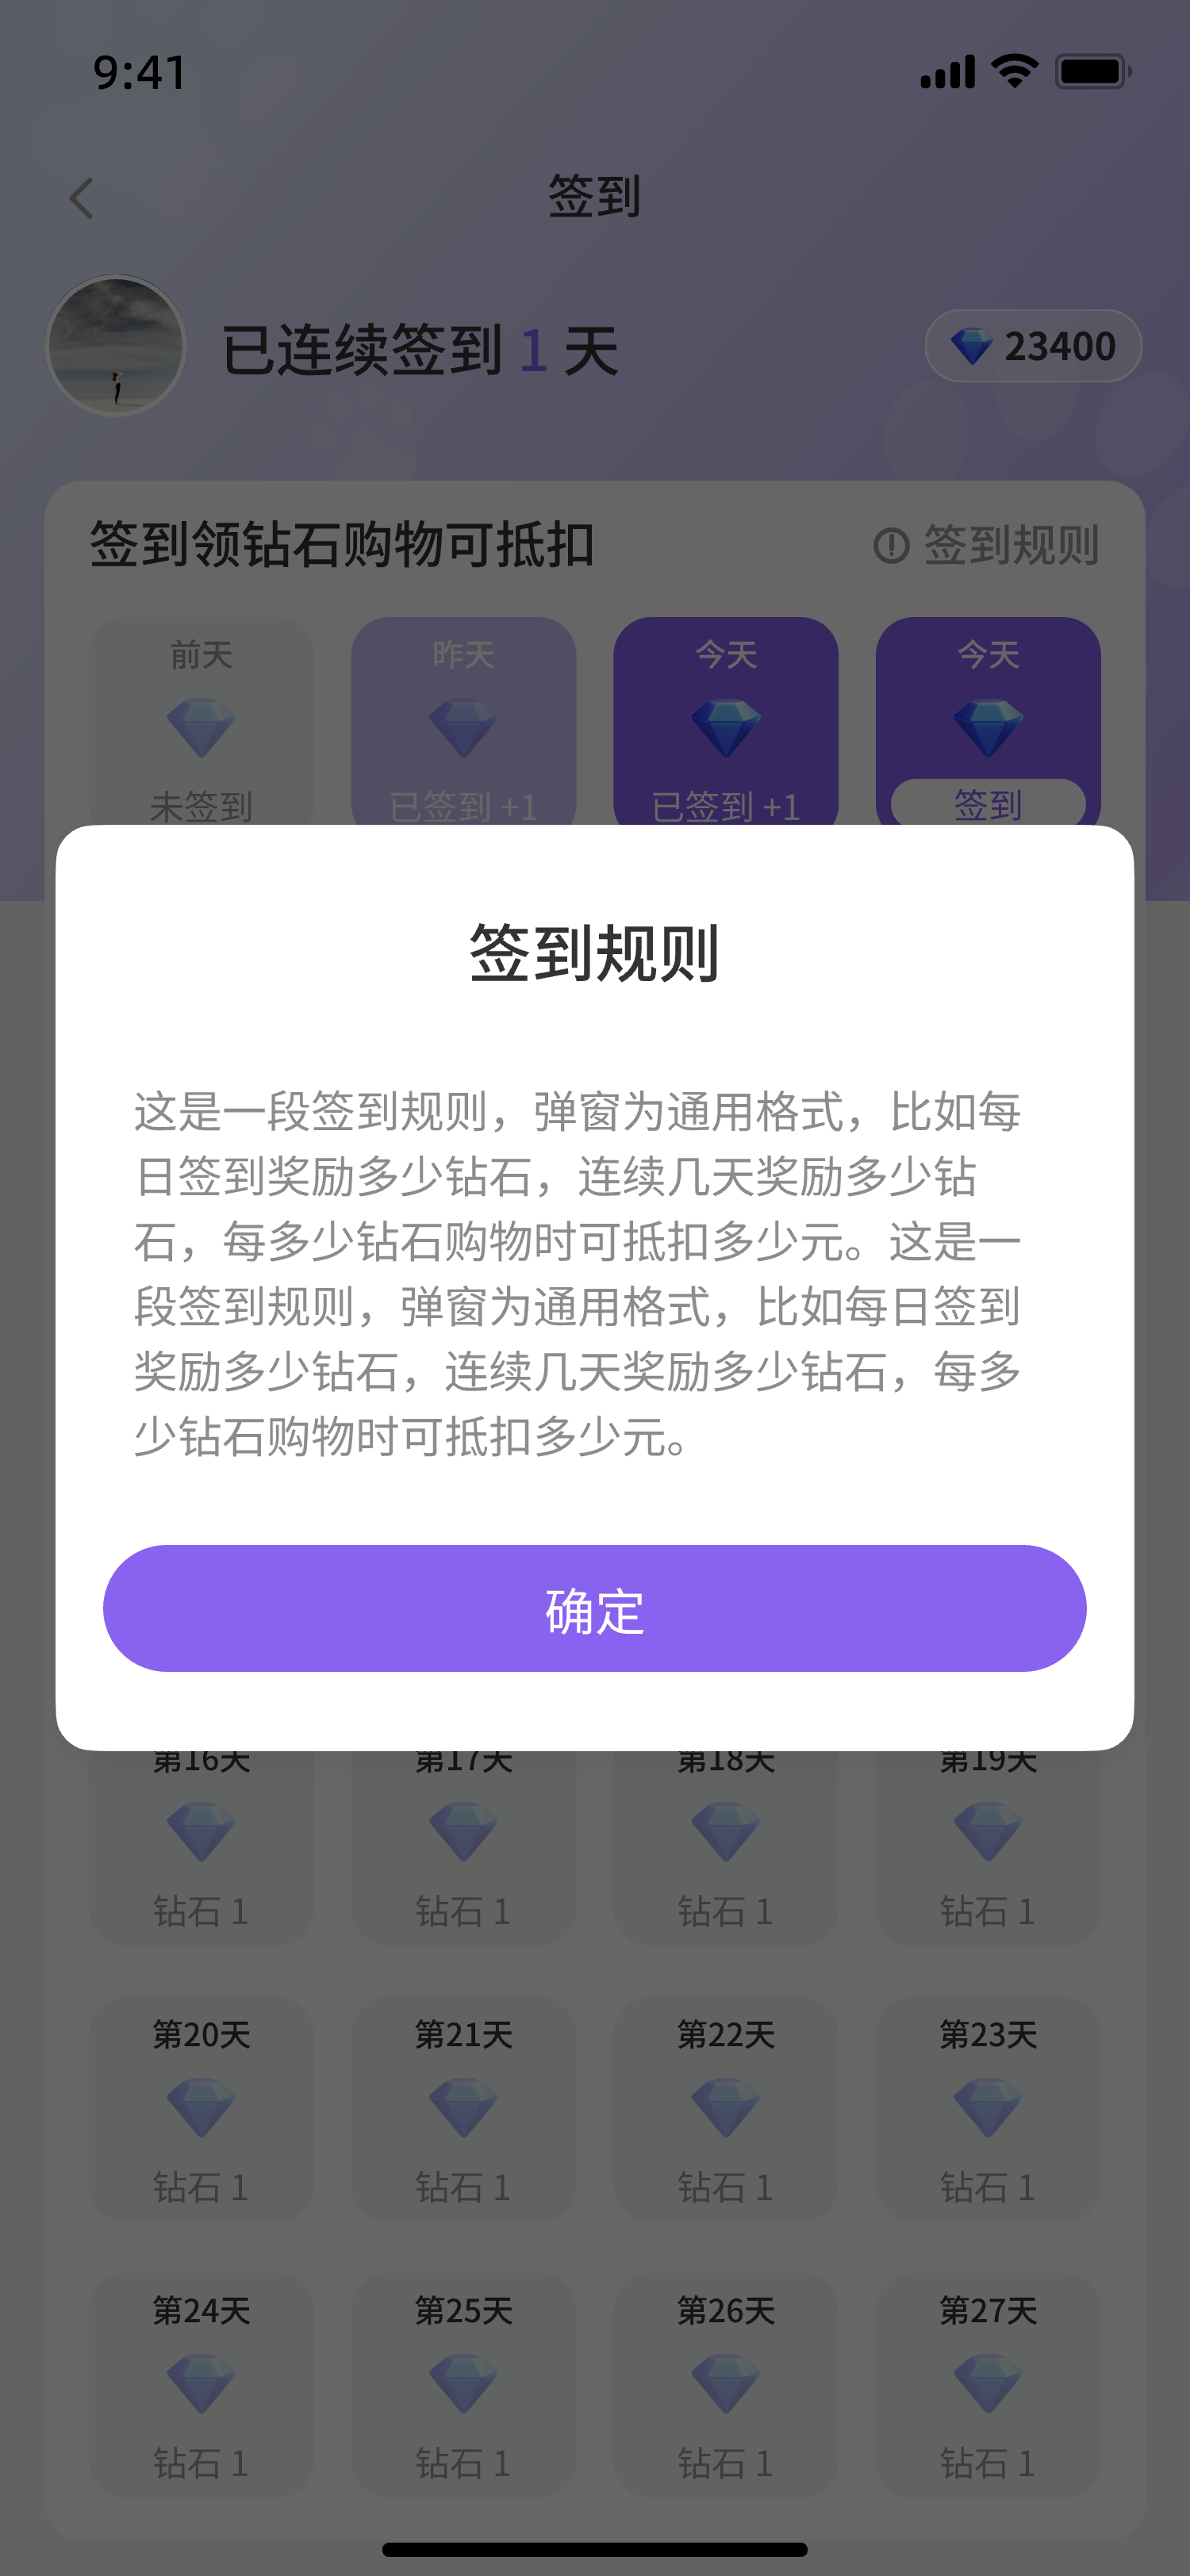 9:41
签到
已连续签到 1 天
23400
签到领钻石购物可抵扣
签到规则
前天
昨天
今天
今天
未签到
已签到 +1
已签到 +1
签到
签到规则
这是一段签到规则，弹窗为通用格式，比如每
日签到奖励多少钻石，连续几天奖励多少钻
石，每多少钻石购物时可抵扣多少元。这是一
段签到规则，弹窗为通用格式，比如每日签到
奖励多少钻石，连续几天奖励多少钻石，每多
少钻石购物时可抵扣多少元。
确定
第16天
第17天
第18天
第19天
钻石 1
钻石 1
钻石 1
钻石 1
第20天
第21天
第22天
第23天
钻石 1
钻石 1
钻石 1
钻石 1
第24天
第25天
第26天
第27天
钻石 1
钻石 1
钻石 1
钻石 1